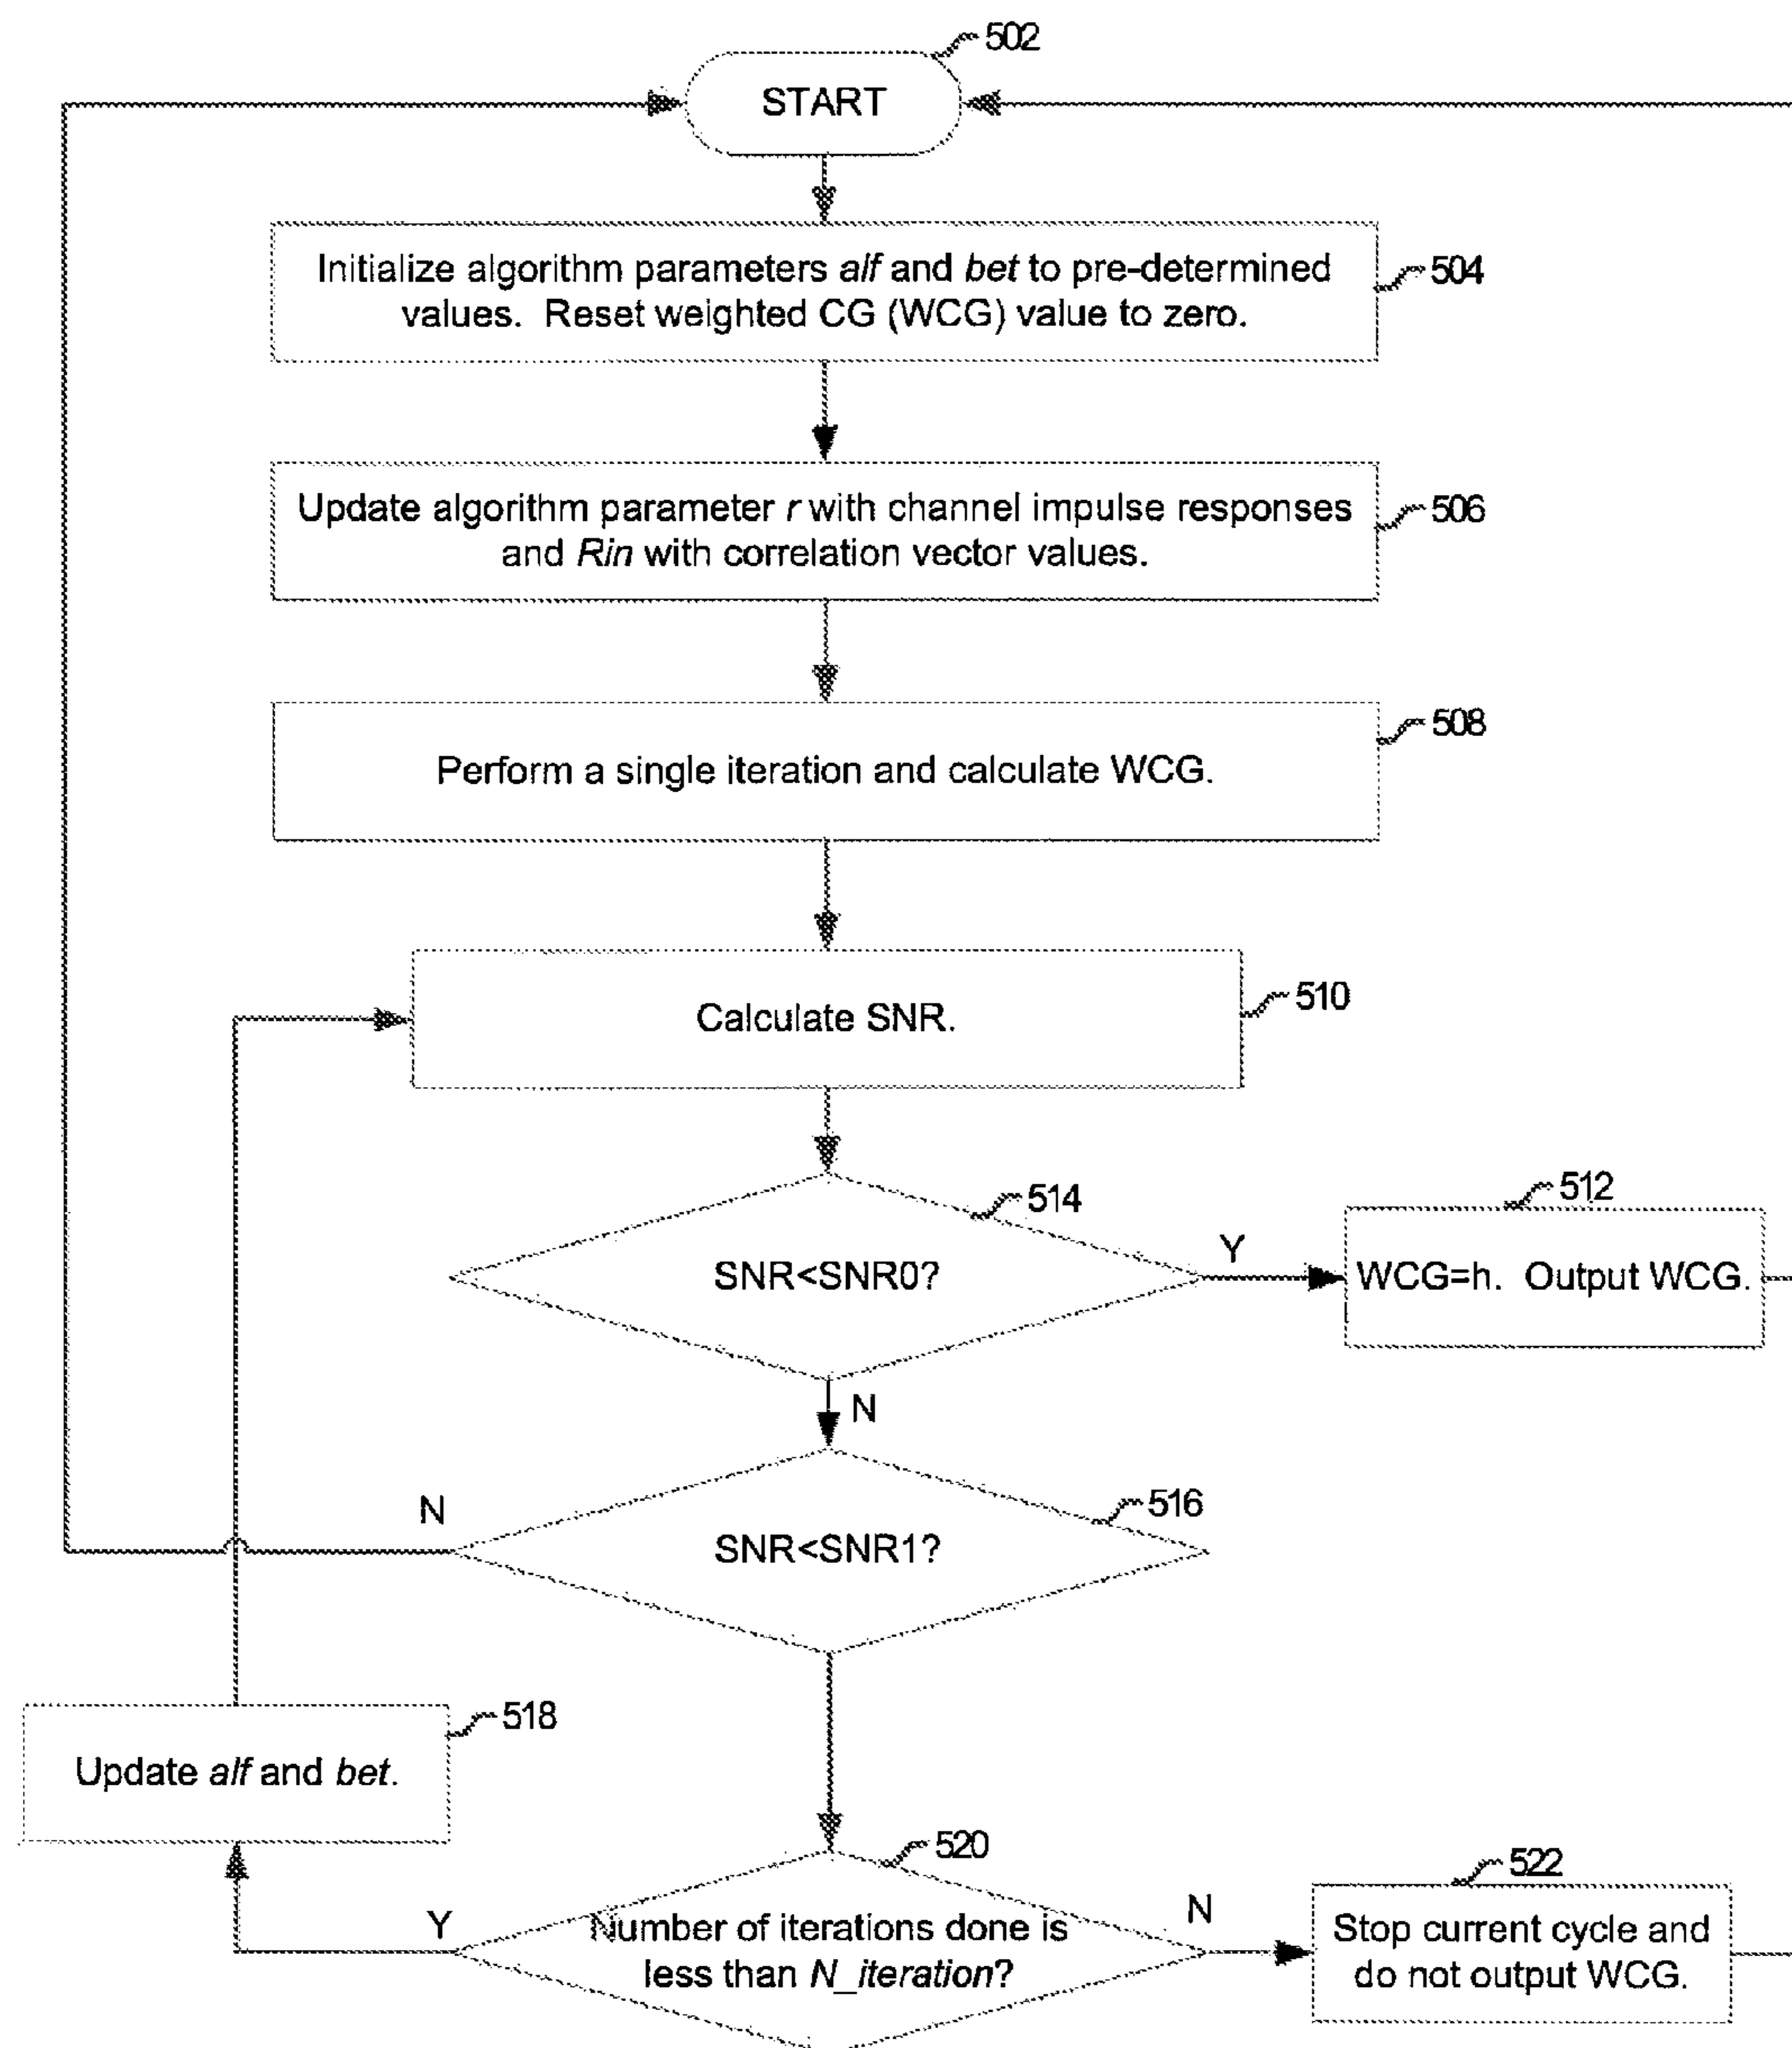 502
START
Initialize algorithm parameters alf and bet to pre-determined
values. Reset weighted CG (WCG) value to zero.
504
Update algorithm parameter r with channel impulse responses
and Rin with correlation vector values.
506
508
Perform a single iteration and calculate WCG.
510
Calculate SNR.
514
SNR<SNR0?
Y
512
WCG=h. Output WCG.
N
516
SNR<SNR1?
N
518
Update alf and bet.
520
Number of iterations done is
less than N_iteration?
Y
N
522
Stop current cycle and
do not output WCG.